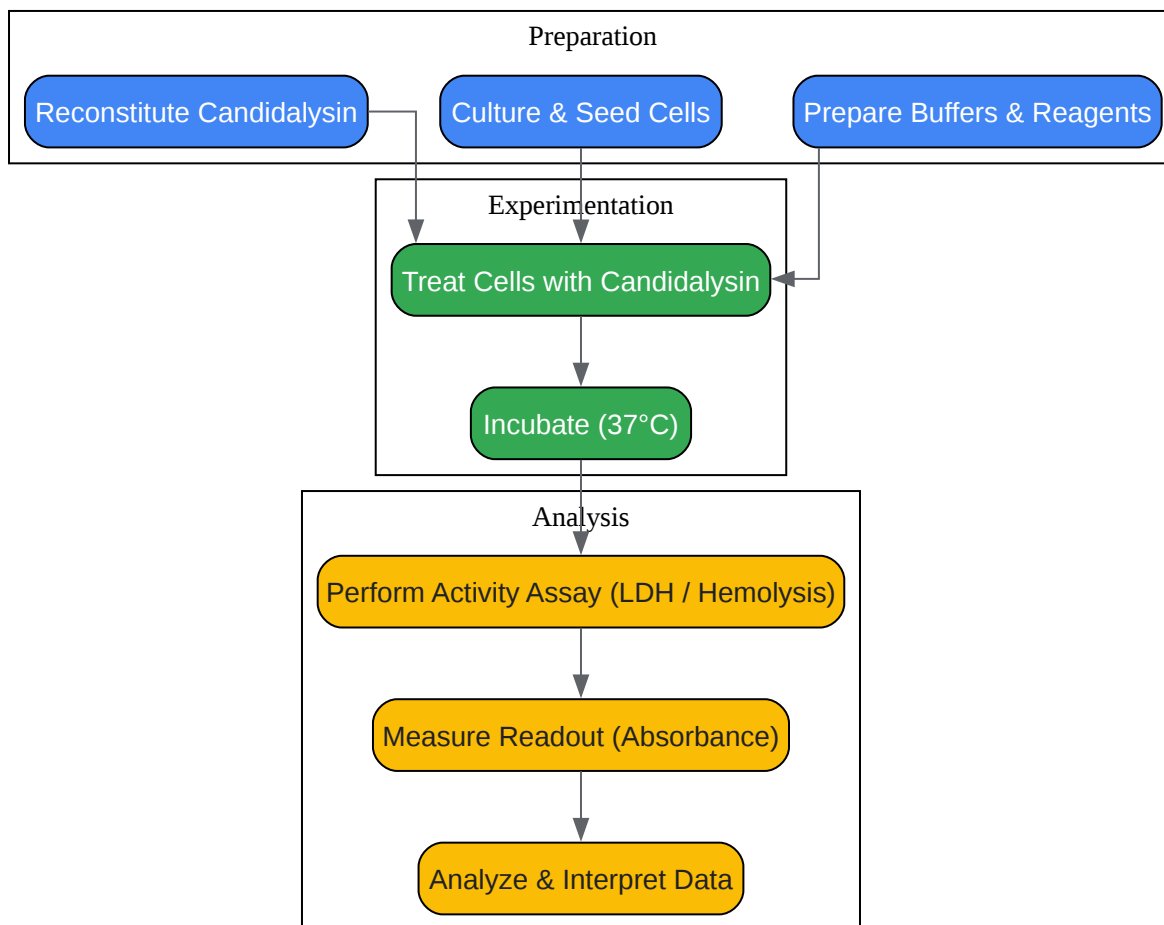 Preparation
Reconstitute Candidalysin
Culture & Seed Cells
Prepare Buffers & Reagents
Experimentation
Treat Cells with Candidalysin
Incubate (37°C)
Analysis
Perform Activity Assay (LDH / Hemolysis)
Measure Readout (Absorbance)
Analyze & Interpret Data